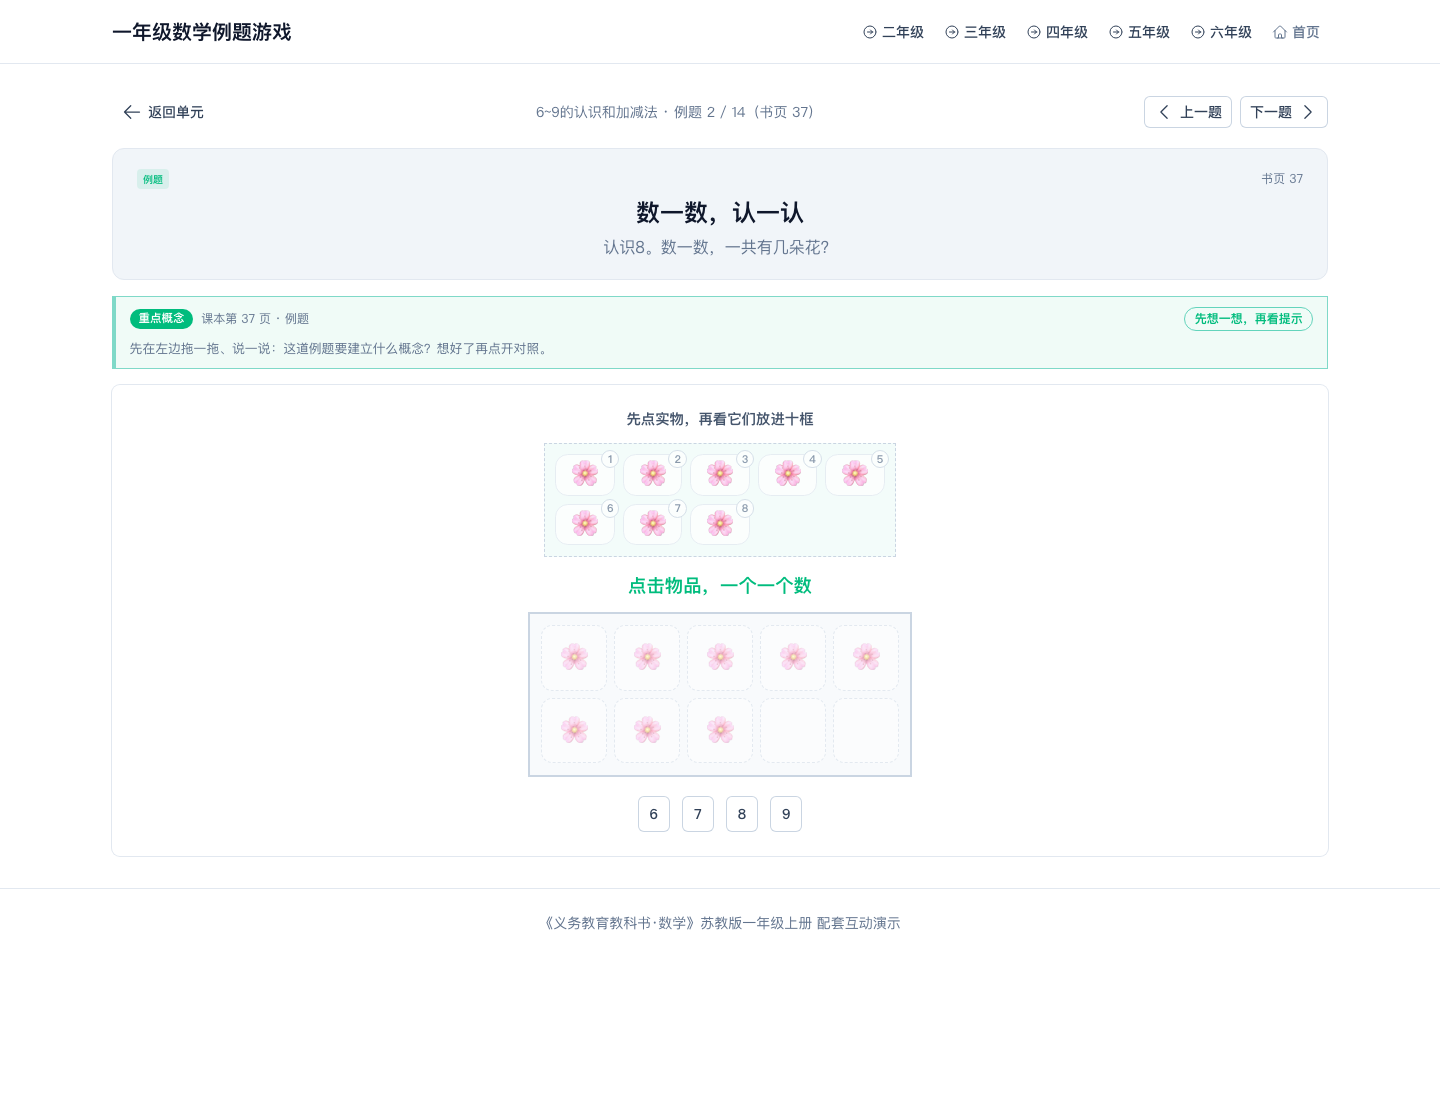 一年级数学例题游戏
二年级 三年级 四年级 五年级 六年级 首页
返回单元
6~9的认识和加减法 · 例题 2 / 14（书页 37）
上一题 下一题
例题
书页 37
数一数，认一认
认识8。数一数，一共有几朵花？
重点概念 课本第 37 页 · 例题
先想一想，再看提示
先在左边拖一拖、说一说：这道例题要建立什么概念？想好了再点开对照。
先点实物，再看它们放进十框
1 2 3 4 5
6 7 8
点击物品，一个一个数
6 7 8 9
《义务教育教科书·数学》苏教版一年级上册 配套互动演示